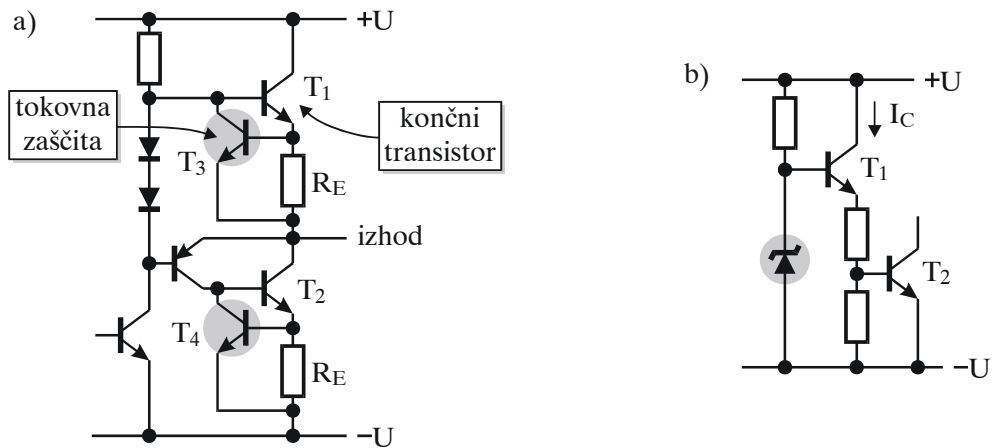 a)
+U
tokovna
zaščita
T1
končni
transistor
T3
RE
izhod
T2
T4
RE
−U
b)
+U
IC
T1
T2
−U